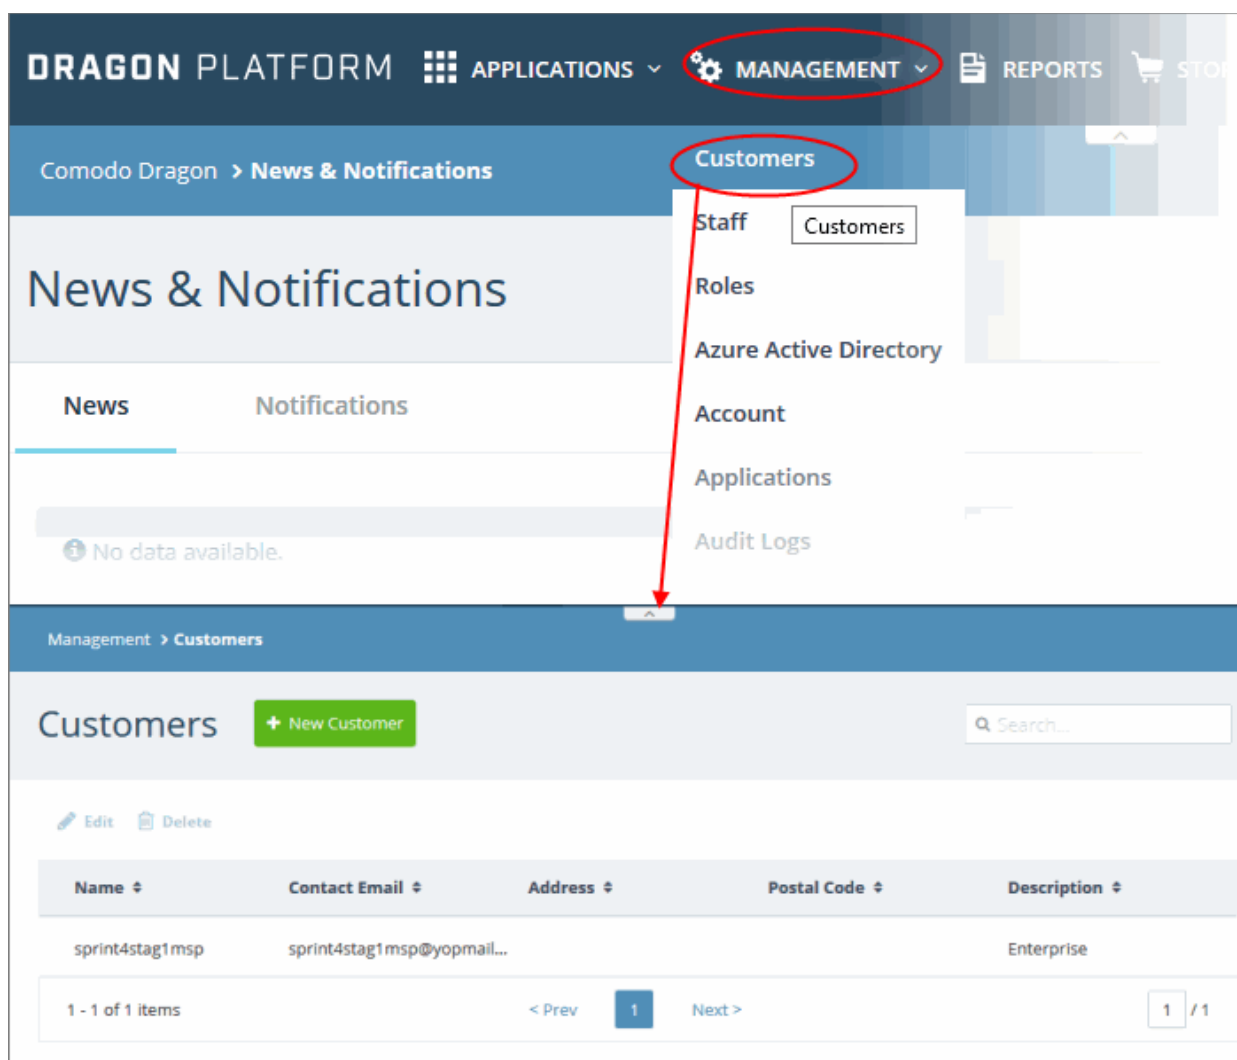 DRAGON PLATFORM APPLICATIONS MANAGEMENT REPORTS
Comodo Dragon > News & Notifications
Customers
Staff
Customers
News & Notifications
Roles
Azure Active Directory
News Notifications
Account
Applications
No data available.
Audit Logs
Management > Customers
Customers + New Customer Search...
Edit Delete
Name Contact Email Address Postal Code Description
sprint4stag1msp sprint4stag1msp@yopmail... Enterprise
1 - 1 of 1 items < Prev 1 Next > 1 / 1